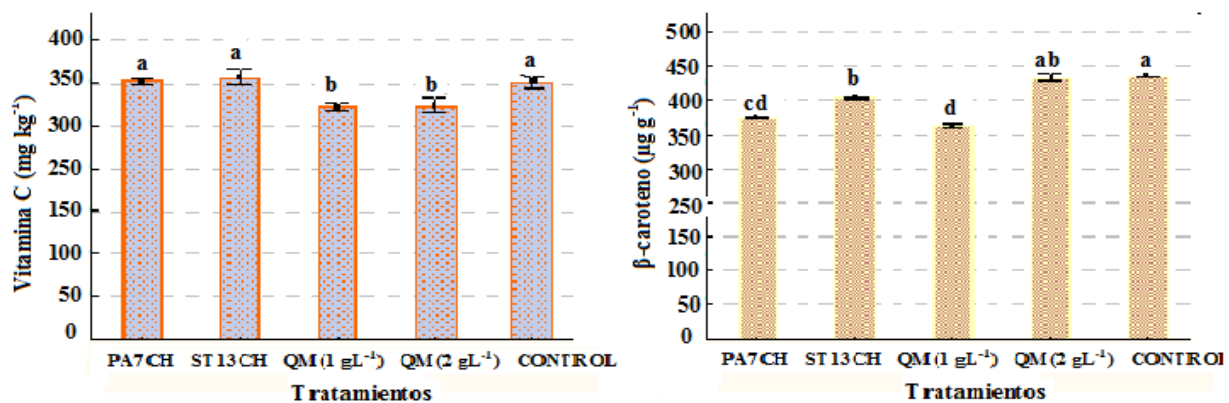 Vitamina C (mg kg⁻¹)
400
350
300
250
200
150
100
50
0
a
a
b
b
a
PA7CH ST13CH QM (1 gL⁻¹) QM (2 gL⁻¹) CONTROL
Tratamientos
β-caroteno (µg g⁻¹)
500
450
400
350
300
250
200
150
100
50
0
cd
b
d
ab
a
PA7CH ST13CH QM (1 gL⁻¹) QM (2 gL⁻¹) CONTROL
Tratamientos